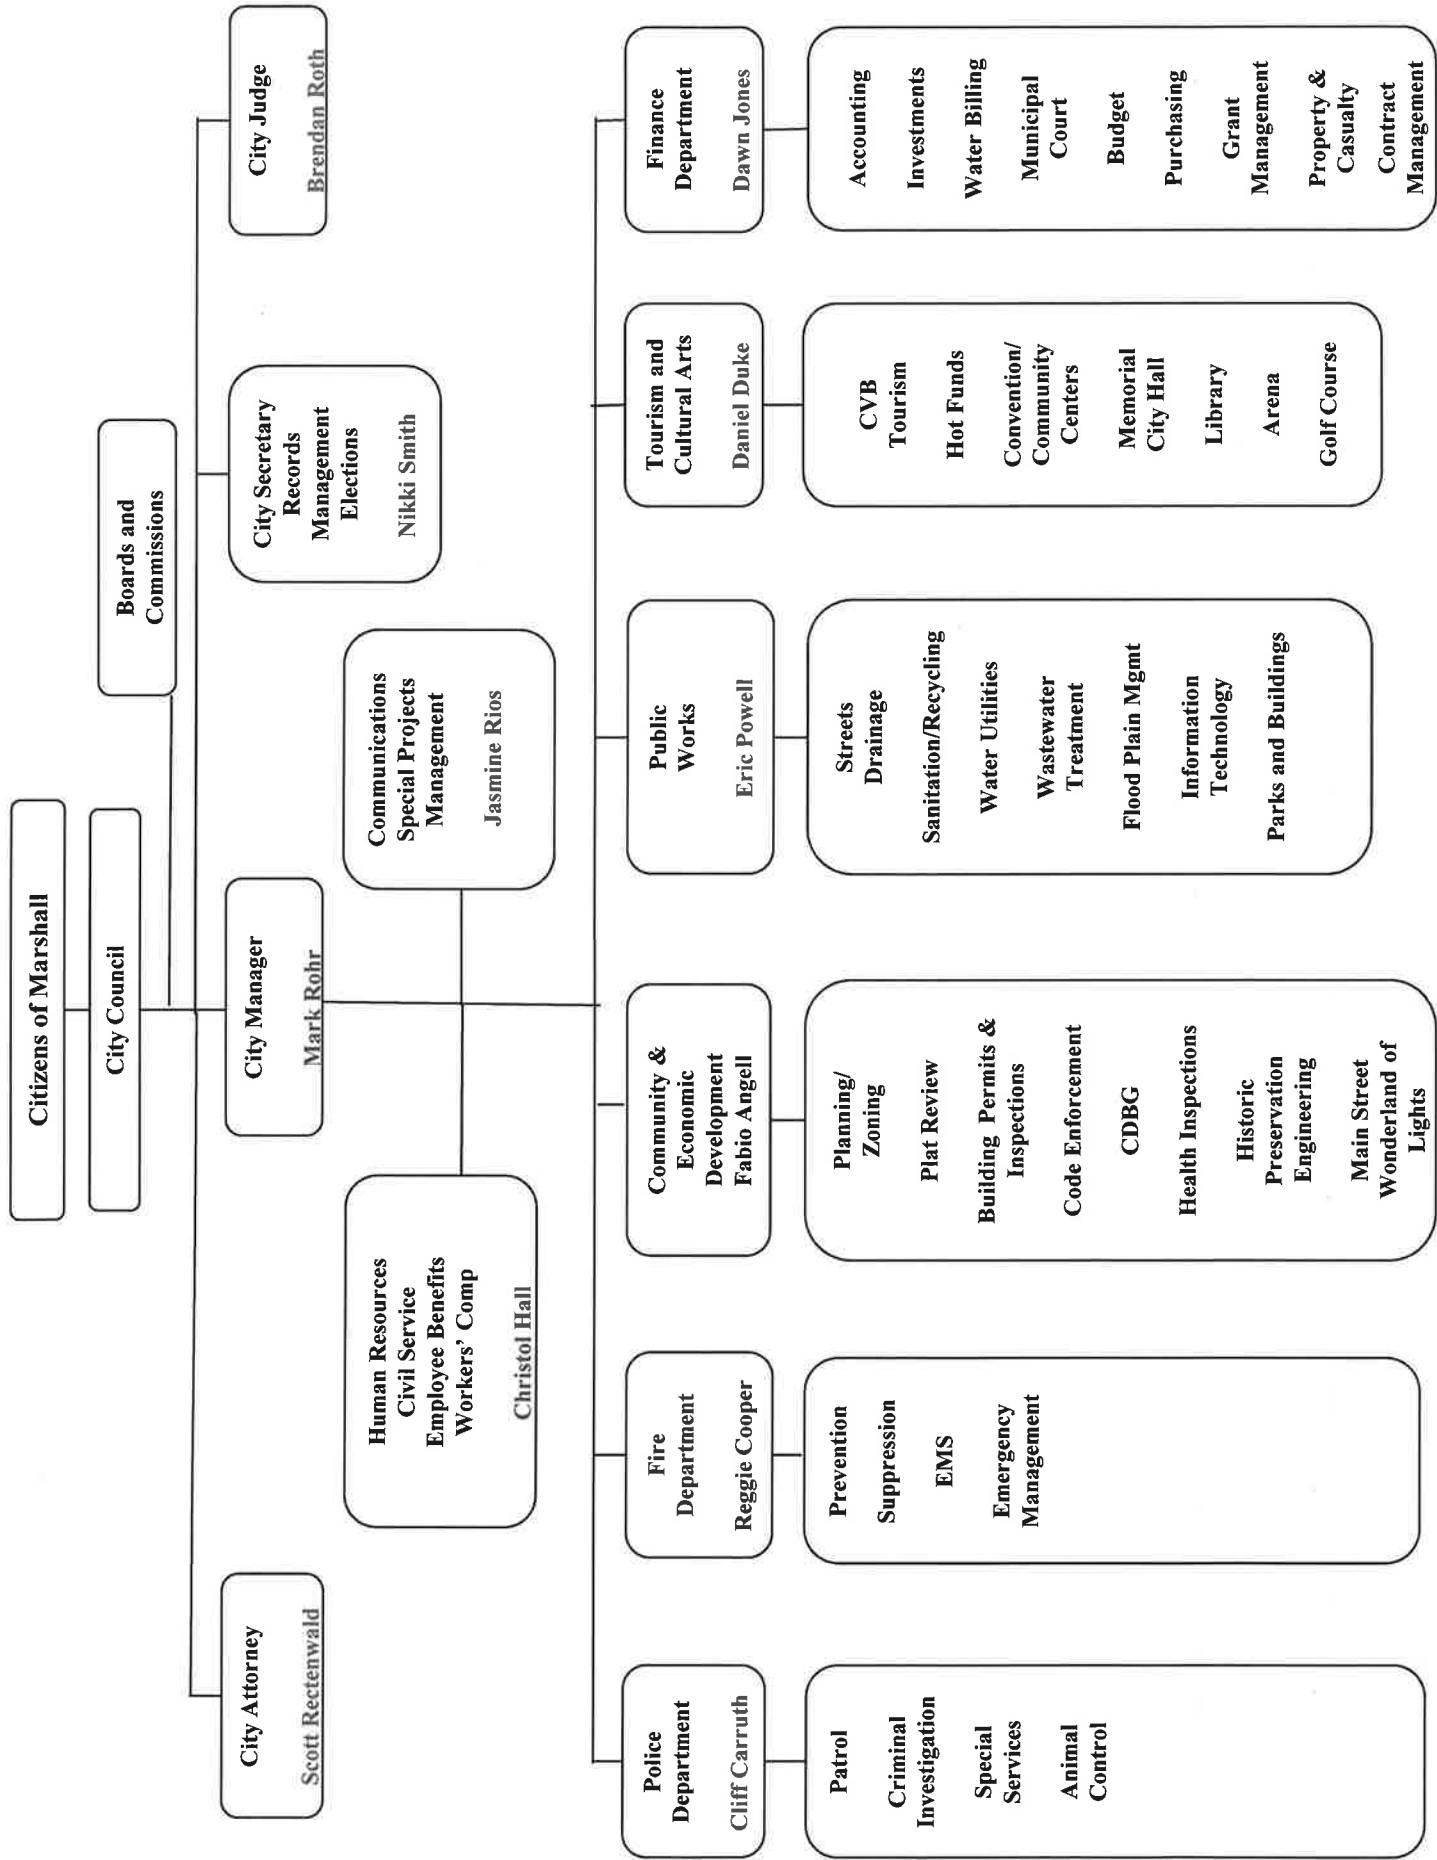 Citizens of Marshall
City Council
Boards and
Commissions
City Attorney
Scott Rectenwald
City Manager
Mark Rohr
City Secretary
Records
Management
Elections
Nikki Smith
City Judge
Brendan Roth
Human Resources
Civil Service
Employee Benefits
Workers' Comp
Christol Hall
Communications
Special Projects
Management
Jasmine Rios
Police
Department
Cliff Carruth
Patrol
Criminal
Investigation
Special
Services
Animal
Control
Fire
Department
Reggie Cooper
Prevention
Suppression
EMS
Emergency
Management
Community &
Economic
Development
Fabio Angell
Planning/
Zoning
Plat Review
Building Permits &
Inspections
Code Enforcement
CDBG
Health Inspections
Historic
Preservation
Engineering
Main Street
Wonderland of
Lights
Public
Works
Eric Powell
Streets
Drainage
Sanitation/Recycling
Water Utilities
Wastewater
Treatment
Flood Plain Mgmt
Information
Technology
Parks and Buildings
Tourism and
Cultural Arts
Daniel Duke
CVB
Tourism
Hot Funds
Convention/
Community
Centers
Memorial
City Hall
Library
Arena
Golf Course
Finance
Department
Dawn Jones
Accounting
Investments
Water Billing
Municipal
Court
Budget
Purchasing
Grant
Management
Property &
Casualty
Contract
Management